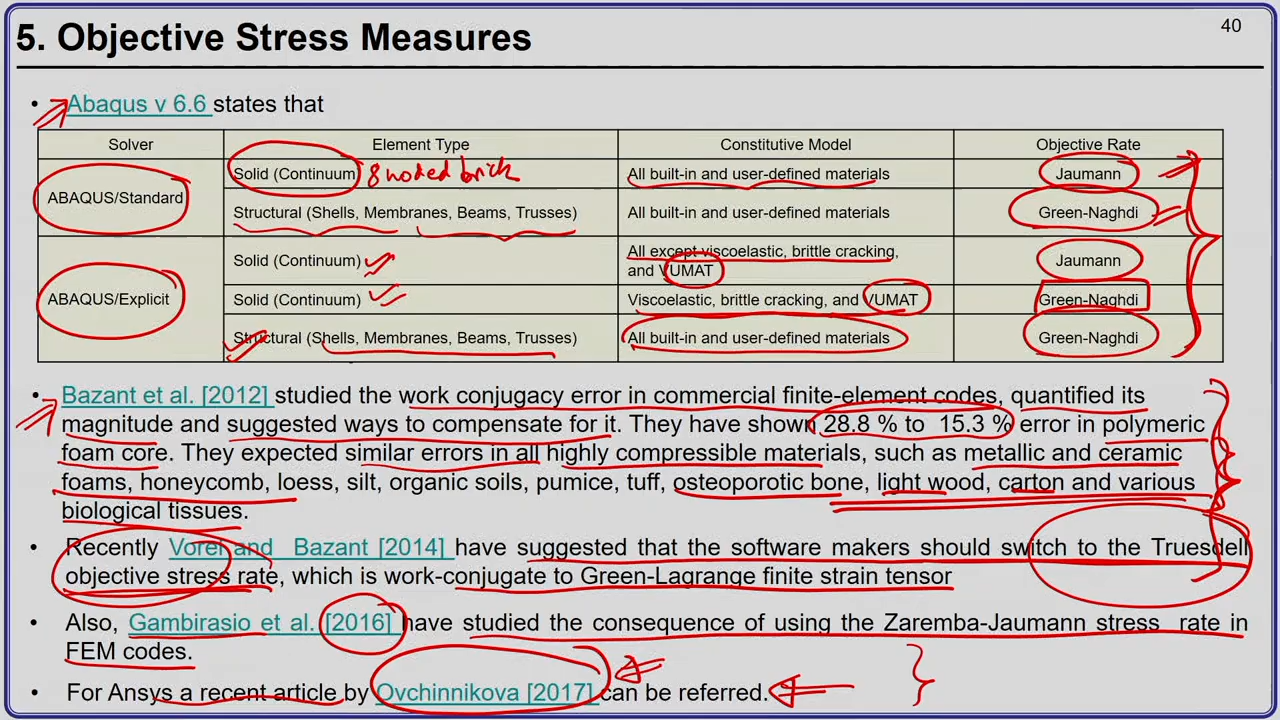 40
5. Objective Stress Measures
• Abaqus v 6.6 states that
Solver Element Type Constitutive Model Objective Rate
ABAQUS/Standard
Solid (Continuum) 8 noded brick All built-in and user-defined materials Jaumann
Structural (Shells, Membranes, Beams, Trusses) All built-in and user-defined materials Green-Naghdi
ABAQUS/Explicit
Solid (Continuum) All except viscoelastic, brittle cracking,
and VUMAT Jaumann
Solid (Continuum) Viscoelastic, brittle cracking, and VUMAT Green-Naghdi
Structural (Shells, Membranes, Beams, Trusses) All built-in and user-defined materials Green-Naghdi
• Bazant et al. [2012] studied the work conjugacy error in commercial finite-element codes, quantified its
magnitude and suggested ways to compensate for it. They have shown 28.8 % to 15.3 % error in polymeric
foam core. They expected similar errors in all highly compressible materials, such as metallic and ceramic
foams, honeycomb, loess, silt, organic soils, pumice, tuff, osteoporotic bone, light wood, carton and various
biological tissues.
• Recently Vorel and Bazant [2014] have suggested that the software makers should switch to the Truesdell
objective stress rate, which is work-conjugate to Green-Lagrange finite strain tensor
• Also, Gambirasio et al. [2016] have studied the consequence of using the Zaremba-Jaumann stress rate in
FEM codes.
• For Ansys a recent article by Ovchinnikova [2017] can be referred.